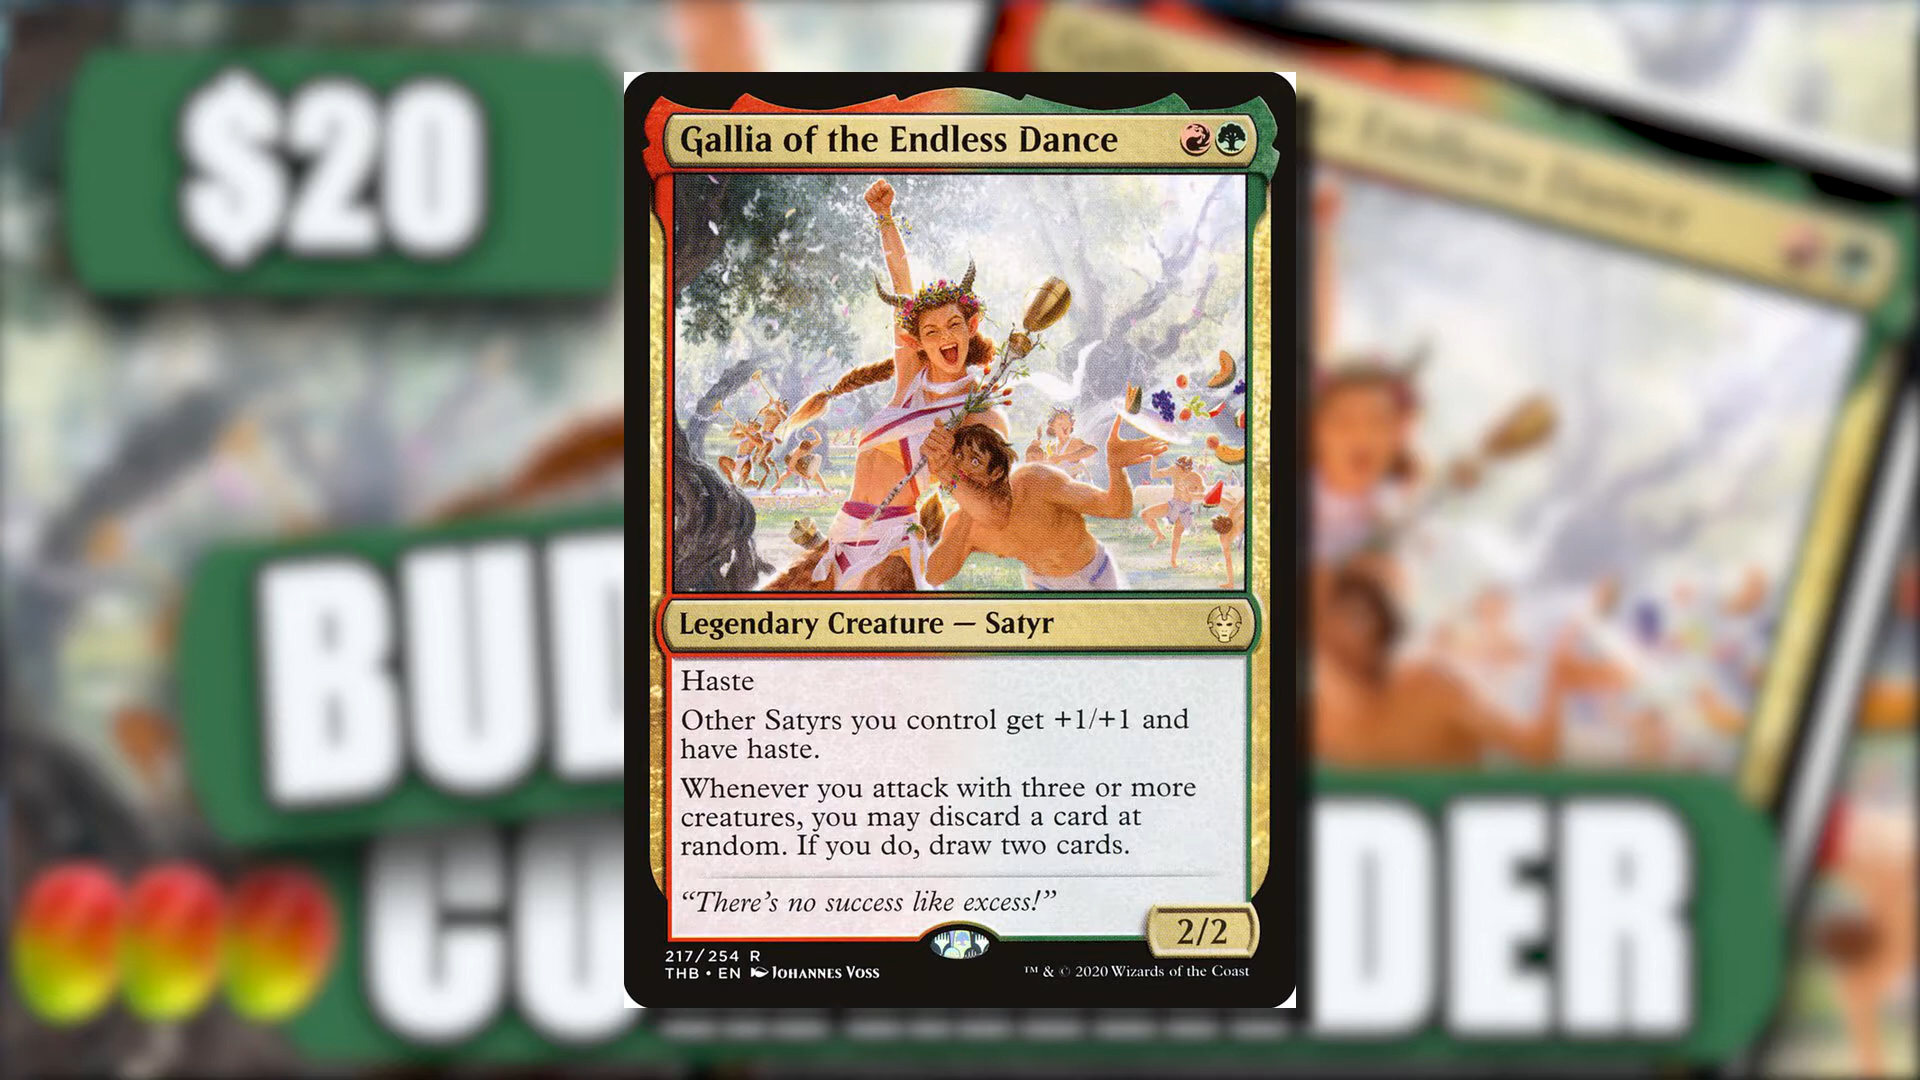 $20
BUD
CO
DER
Gallia of the Endless Dance
Legendary Creature — Satyr
Haste
Other Satyrs you control get +1/+1 and
have haste.
Whenever you attack with three or more
creatures, you may discard a card at
random. If you do, draw two cards.
“There's no success like excess!”
2/2
217/254 R
THB • EN Johannes Voss
™ & © 2020 Wizards of the Coast